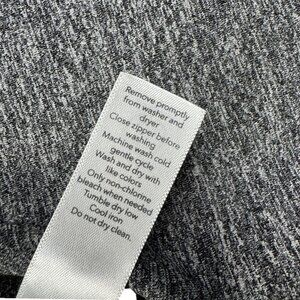 Remove promptly
from washer and
dryer
Close zipper before
washing
Machine wash cold
gentle cycle
Wash and dry with
like colors
Only non-chlorine
bleach when needed
Tumble dry low
Cool iron
Do not dry clean.